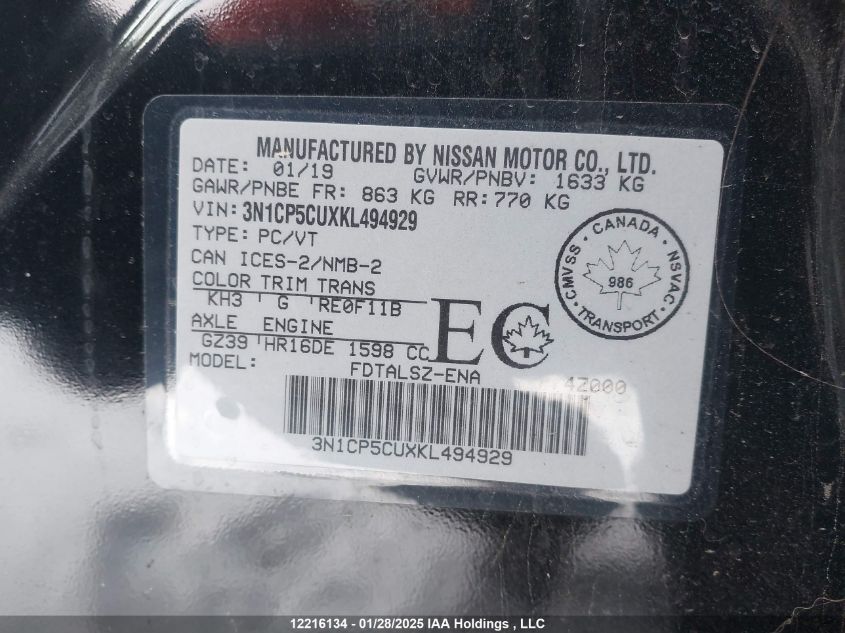 MANUFACTURED BY NISSAN MOTOR CO., LTD.
DATE: 01/19 GVWR/PNBV: 1633 KG
GAWR/PNBE FR: 863 KG RR: 770 KG
VIN: 3N1CP5CUXKL494929
TYPE: PC/VT
CAN ICES-2/NMB-2
COLOR TRIM TRANS
KH3 ' G 'RE0F11B
AXLE ENGINE
GZ39 'HR16DE 1598 CC
MODEL: FDTALSZ-ENA
4Z000
3N1CP5CUXKL494929
EC
CMVSS · CANADA · NSVAC · TRANSPORT ·
986
12216134 - 01/28/2025 IAA Holdings , LLC